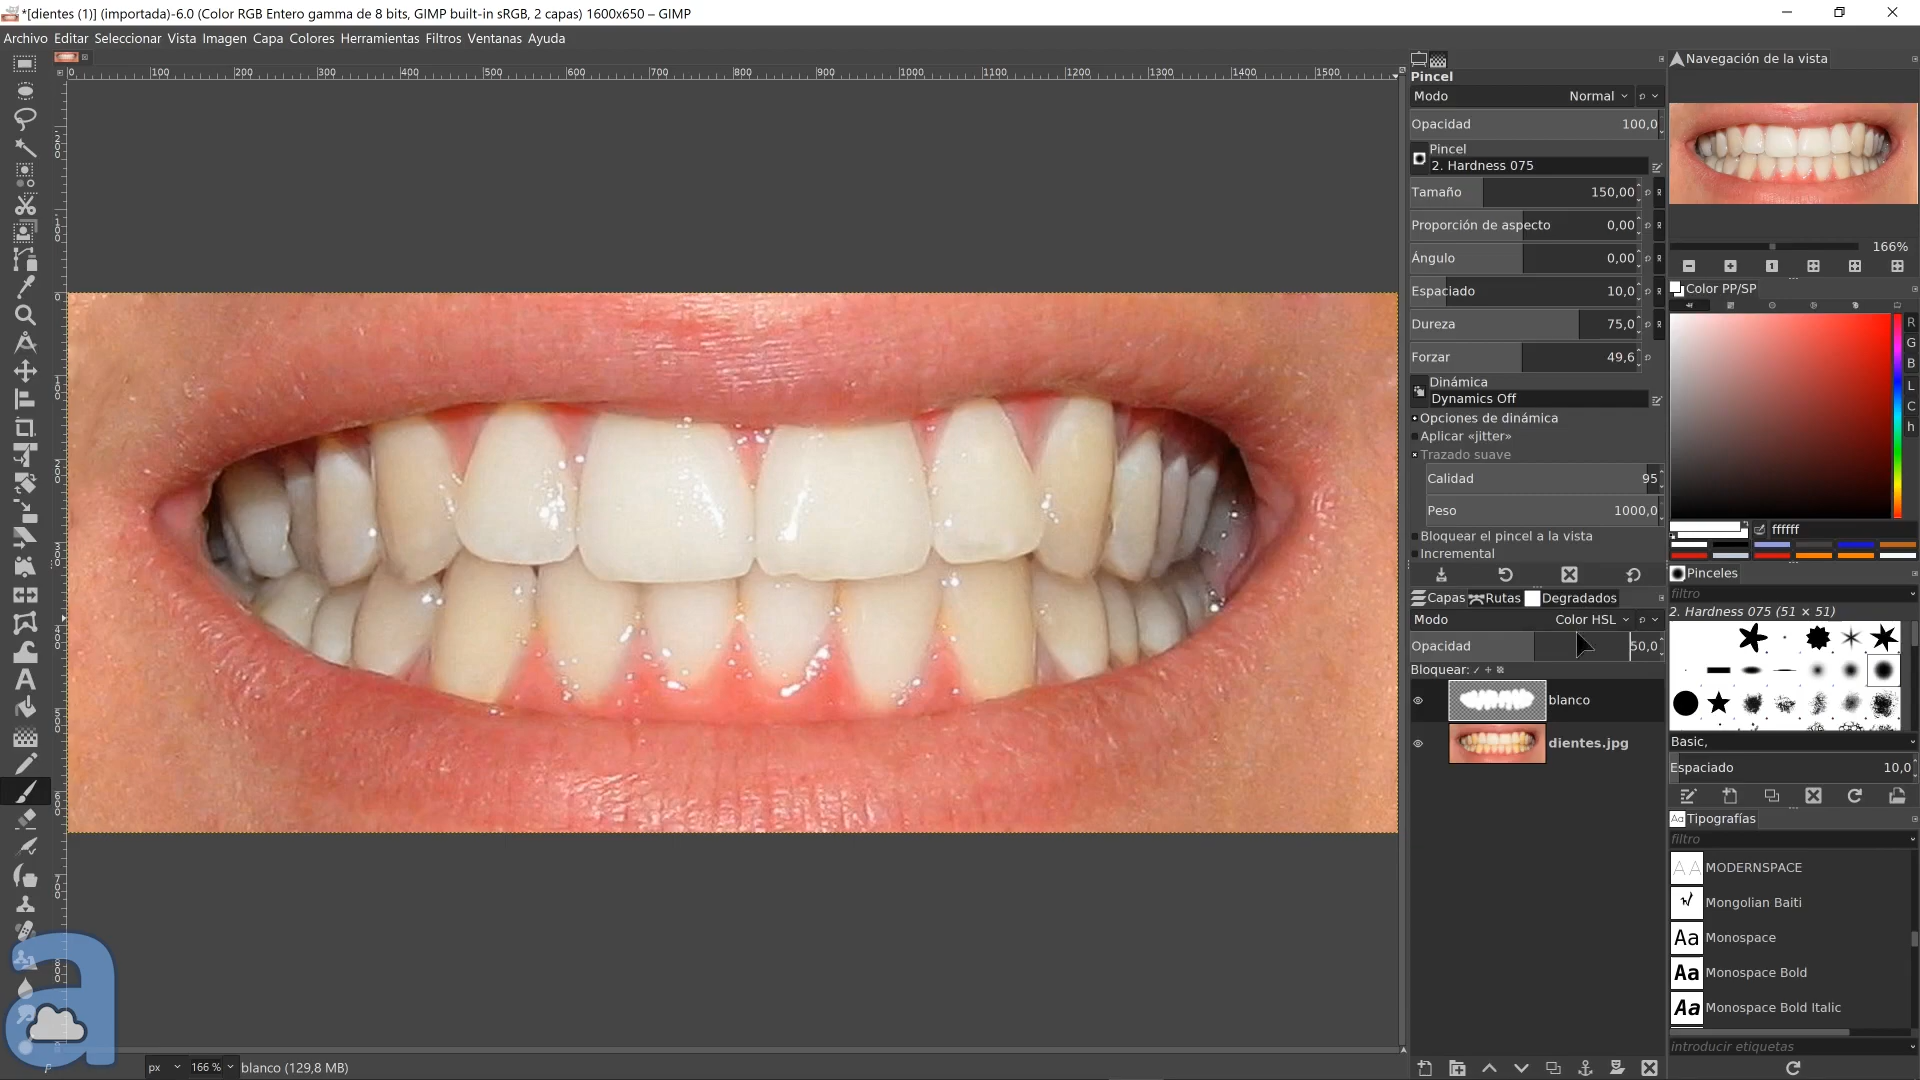 *[dientes (1)] (importada)-6.0 (Color RGB Entero gamma de 8 bits, GIMP built-in sRGB, 2 capas) 1600x650 – GIMP
Archivo Editar Seleccionar Vista Imagen Capa Colores Herramientas Filtros Ventanas Ayuda
0 100 200 300 400 500 600 700 800 900 1000 1100 1200 1300 1400 1500
Pincel
Modo Normal
Opacidad 100,0
Pincel
2. Hardness 075
Tamaño 150,00
Proporción de aspecto 0,00
Ángulo 0,00
Espaciado 10,0
Dureza 75,0
Forzar 49,6
Dinámica
Dynamics Off
Opciones de dinámica
Aplicar «jitter»
Trazado suave
Calidad 95
Peso 1000,0
Bloquear el pincel a la vista
Incremental
Capas Rutas Degradados
Modo Color HSL
Opacidad 50,0
Bloquear:
blanco
dientes.jpg
Navegación de la vista
166%
Color PP/SP
R
G
B
L
C
h
ffffff
Pinceles
filtro
2. Hardness 075 (51 × 51)
Basic,
Espaciado 10,0
Aa Tipografías
filtro
AA MODERNSPACE
Mongolian Baiti
Aa Monospace
Aa Monospace Bold
Aa Monospace Bold Italic
introducir etiquetas
a
px 166 % blanco (129,8 MB)